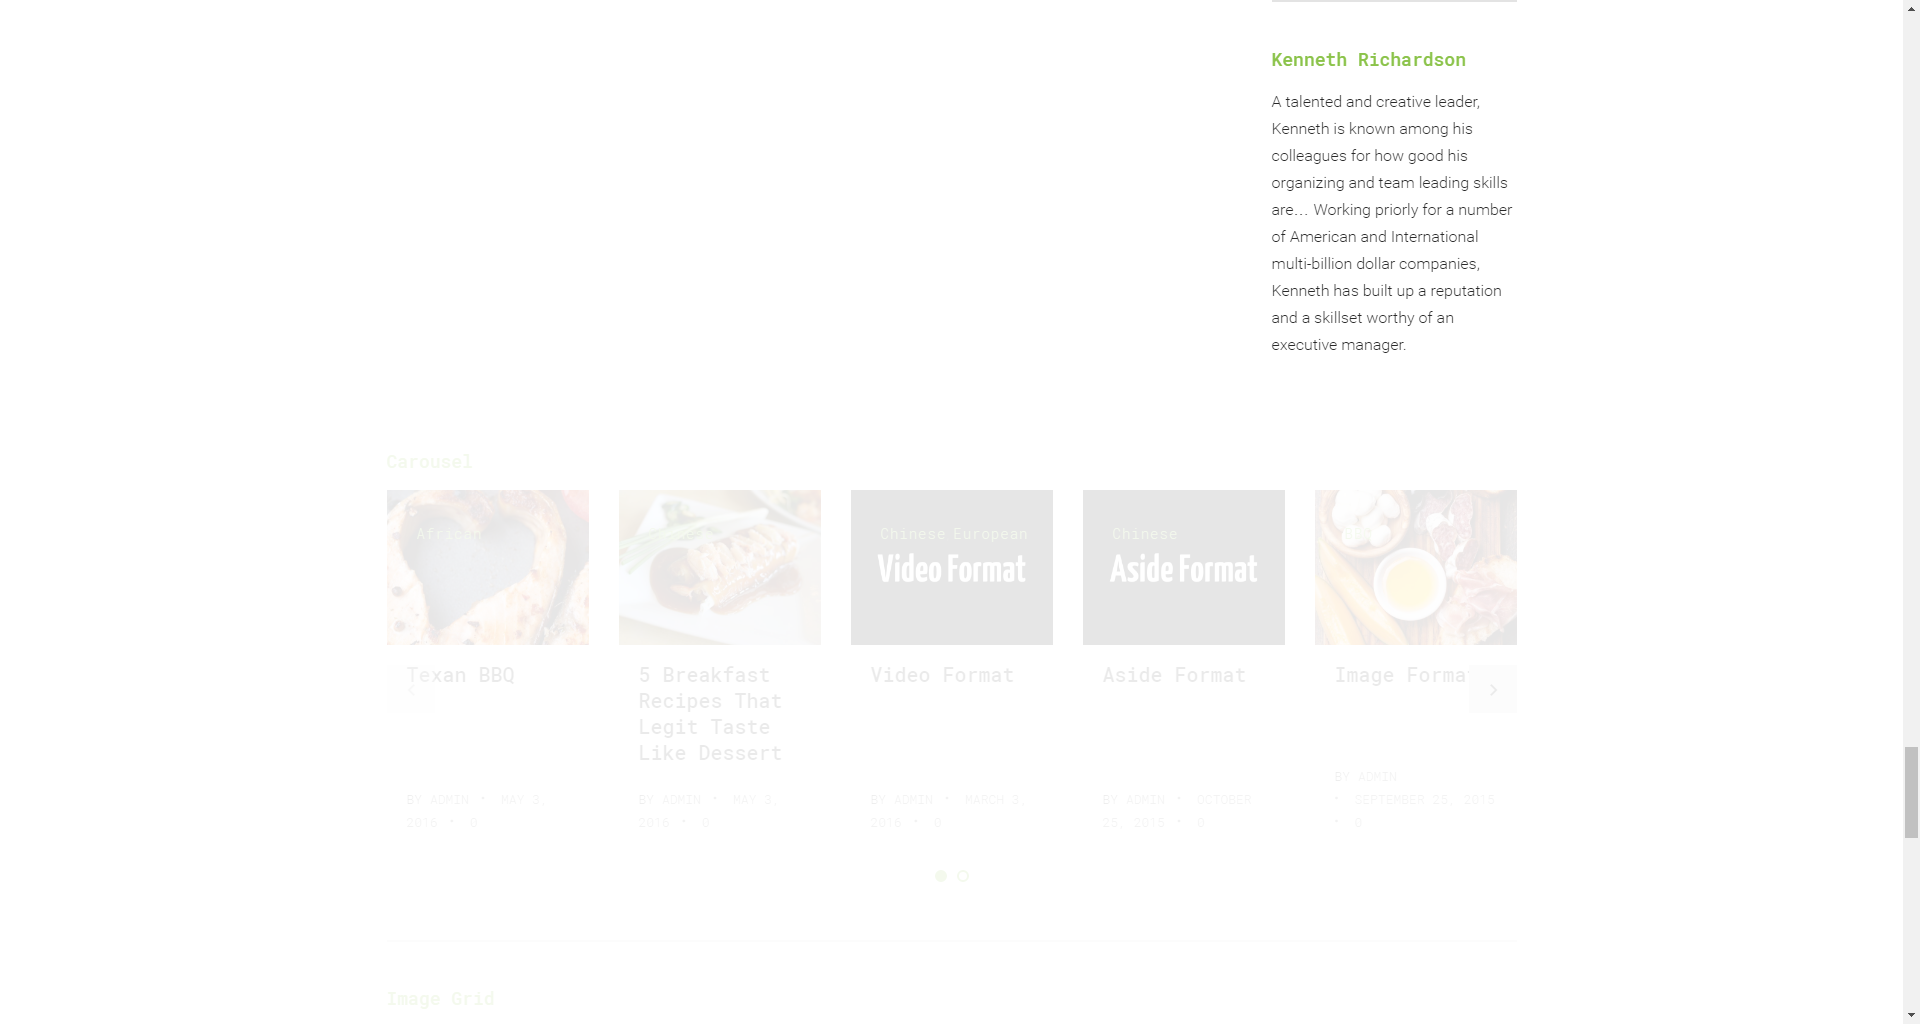 Kenneth Richardson
A talented and creative leader,
Kenneth is known among his
colleagues for how good his
organizing and team leading skills
are… Working priorly for a number
of American and International
multi-billion dollar companies,
Kenneth has built up a reputation
and a skillset worthy of an
executive manager.
Carousel
African
Texan BBQ
BY ADMIN • MAY 3,
2016 • 0
5 Breakfast
Recipes That
Legit Taste
Like Dessert
BY ADMIN • MAY 3,
2016 • 0
Chinese European
Video Format
Video Format
BY ADMIN • MARCH 3,
2016 • 0
Chinese
Aside Format
Aside Format
BY ADMIN • OCTOBER
25, 2015 • 0
Image Forma
BY ADMIN
• SEPTEMBER 25, 2015
• 0
Image Grid